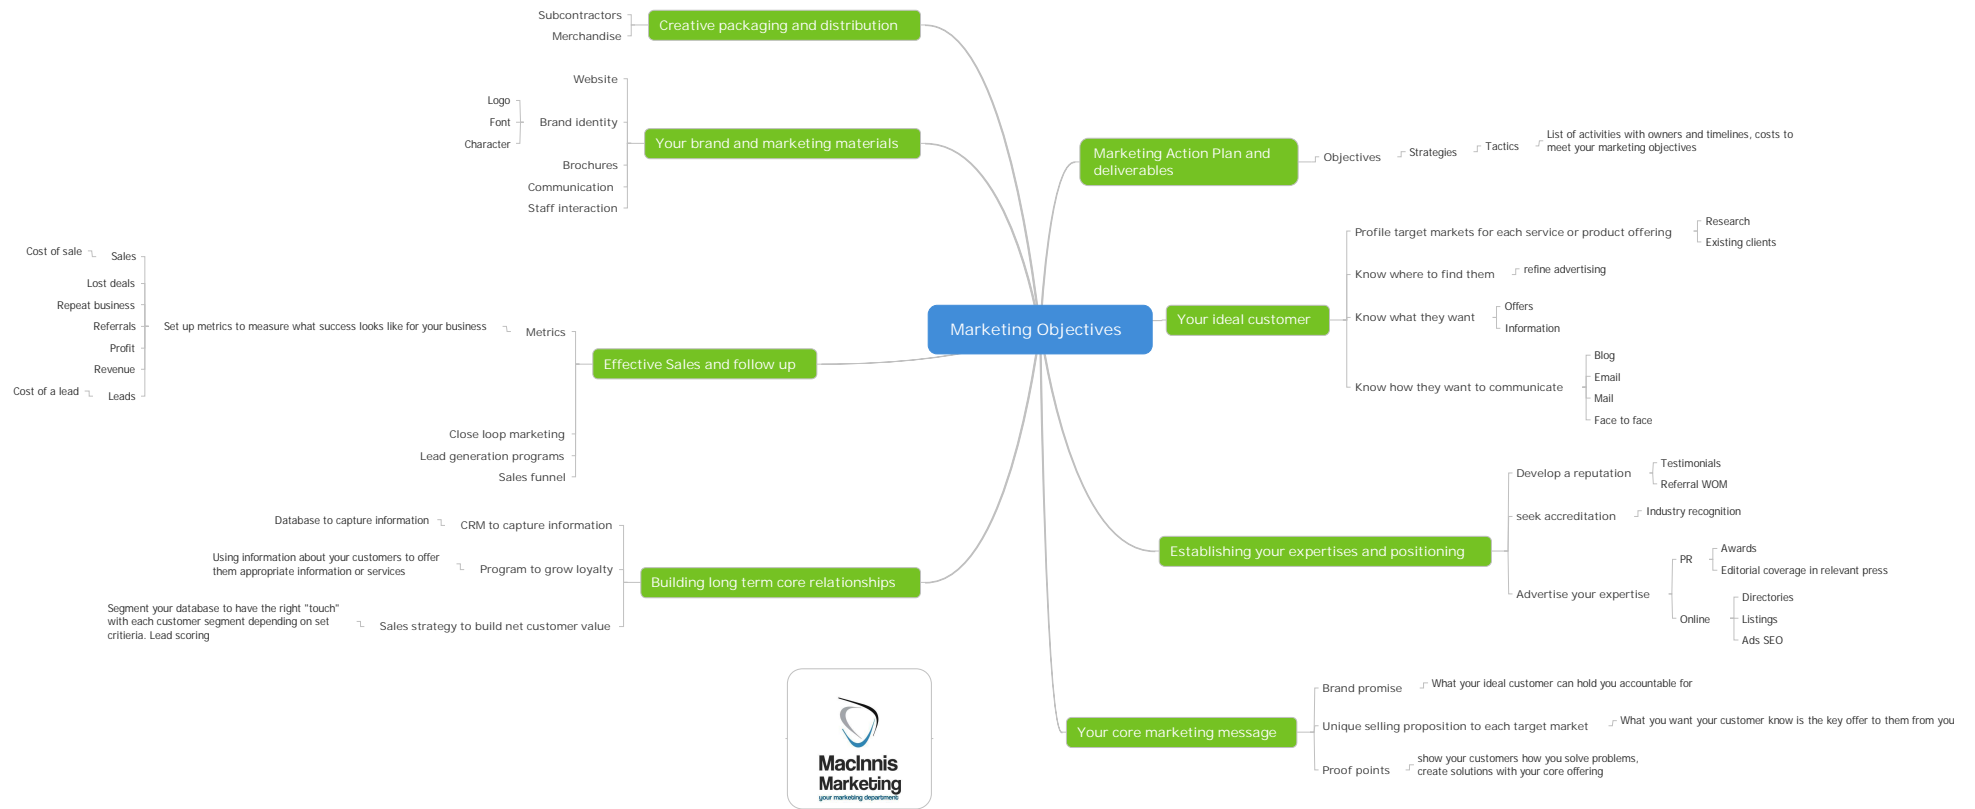 Marketing Objectives
Marketing Action Plan and
deliverables
Objectives
Strategies
Tactics
List of activities with owners and timelines, costs to
meet your marketing objectives
Your ideal customer
Profile target markets for each service or product offering
Research
Existing clients
Know where to find them
refine advertising
Know what they want
Offers
Information
Know how they want to communicate
Blog
Email
Mail
Face to face
Establishing your expertises and positioning
Develop a reputation
Testimonials
Referral WOM
seek accreditation
Industry recognition
Advertise your expertise
PR
Awards
Editorial coverage in relevant press
Online
Directories
Listings
Ads SEO
Your core marketing message
Brand promise
What your ideal customer can hold you accountable for
Unique selling proposition to each target market
What you want your customer know is the key offer to them from you
Proof points
show your customers how you solve problems,
create solutions with your core offering
Creative packaging and distribution
Subcontractors
Merchandise
Your brand and marketing materials
Website
Brand identity
Logo
Font
Character
Brochures
Communication
Staff interaction
Effective Sales and follow up
Metrics
Set up metrics to measure what success looks like for your business
Sales
Cost of sale
Lost deals
Repeat business
Referrals
Profit
Revenue
Leads
Cost of a lead
Close loop marketing
Lead generation programs
Sales funnel
Building long term core relationships
CRM to capture information
Database to capture information
Program to grow loyalty
Using information about your customers to offer
them appropriate information or services
Sales strategy to build net customer value
Segment your database to have the right "touch"
with each customer segment depending on set
critieria. Lead scoring
MacInnis
Marketing
your marketing department